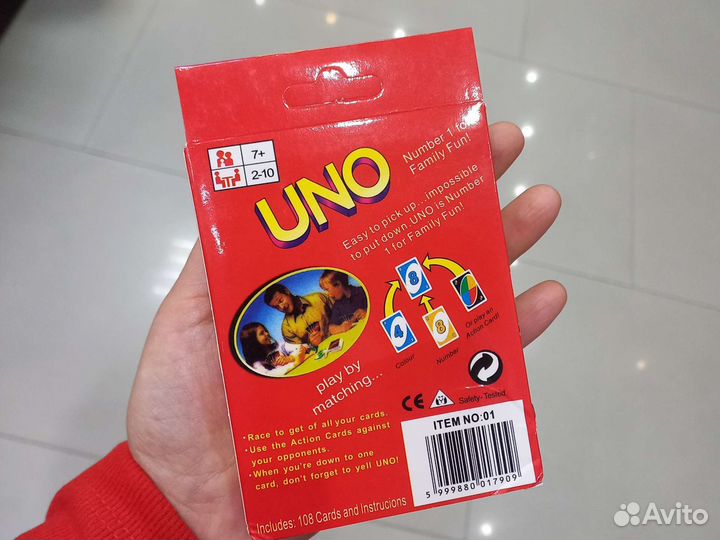 7+
2-10
UNO
Number 1 for
Family Fun!
Easy to pick up...impossible
to put down, UNO is Number
1 for Family Fun!
8
4
8
Colour
Number
Or play an
Action Card!
play by
matching...
CE
Safety-Tested
• Race to get of all your cards.
• Use the Action Cards against
your opponents.
• When you're down to one
card, don't forget to yell UNO!
ITEM NO:01
5 999880 017909
Includes: 108 Cards and Instrucions
Avito